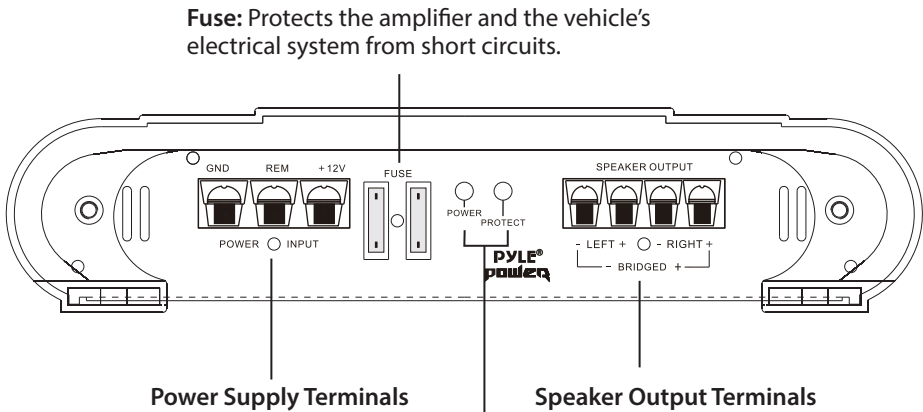 Fuse: Protects the amplifier and the vehicle’s
electrical system from short circuits.
GND REM +12V
FUSE
SPEAKER OUTPUT
POWER
PROTECT
POWER INPUT
- LEFT + - RIGHT +
PYLE®
power
- BRIDGED +
Power Supply Terminals
Speaker Output Terminals